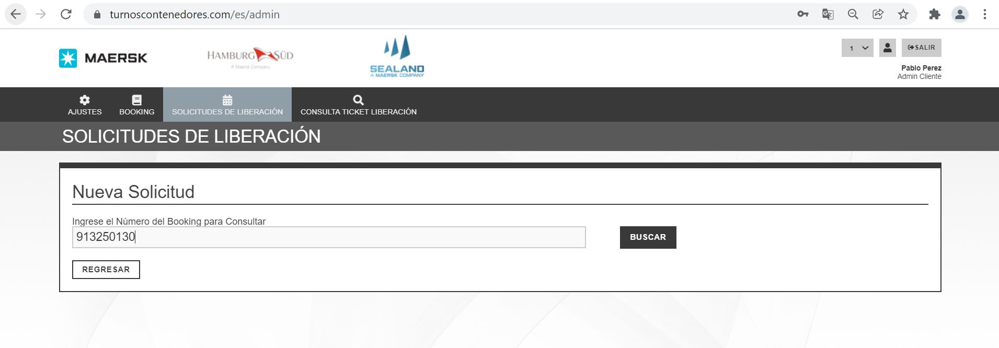 turnoscontenedores.com/es/admin
MAERSK
HAMBURG SÜD
A Maersk Company
SEALAND
A MAERSK COMPANY
1
SALIR
Pablo Perez
Admin Cliente
AJUSTES
BOOKING
SOLICITUDES DE LIBERACIÓN
CONSULTA TICKET LIBERACIÓN
SOLICITUDES DE LIBERACIÓN
Nueva Solicitud
Ingrese el Número del Booking para Consultar
913250130
BUSCAR
REGRESAR